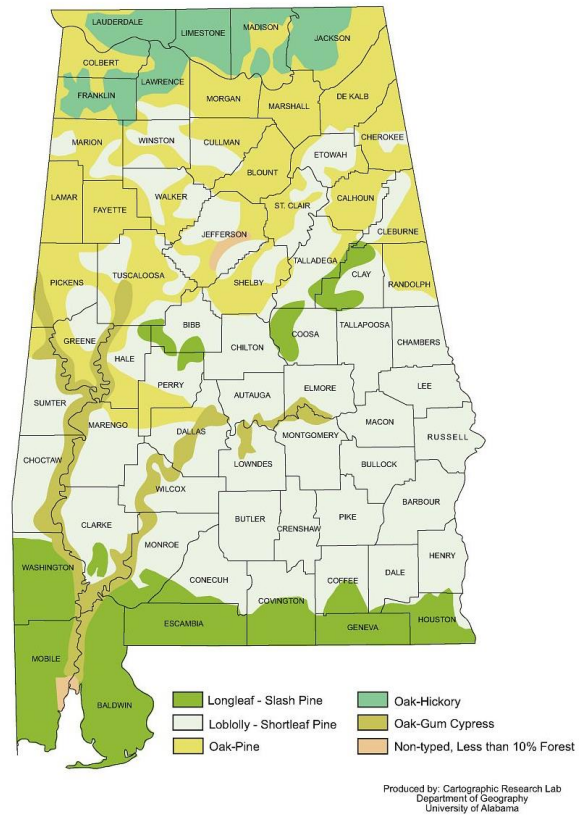 LAUDERDALE
LIMESTONE
MADISON
JACKSON
COLBERT
LAWRENCE
FRANKLIN
MORGAN
MARSHALL
DE KALB
MARION
WINSTON
CULLMAN
ETOWAH
CHEROKEE
BLOUNT
LAMAR
FAYETTE
WALKER
JEFFERSON
ST. CLAIR
CALHOUN
CLEBURNE
PICKENS
TUSCALOOSA
SHELBY
TALLADEGA
CLAY
RANDOLPH
GREENE
HALE
BIBB
CHILTON
COOSA
TALLAPOOSA
CHAMBERS
SUMTER
PERRY
AUTAUGA
ELMORE
LEE
MARENGO
DALLAS
MONTGOMERY
MACON
RUSSELL
CHOCTAW
LOWNDES
BULLOCK
WILCOX
CLARKE
BUTLER
CRENSHAW
PIKE
BARBOUR
WASHINGTON
MONROE
CONECUH
COVINGTON
COFFEE
DALE
HENRY
ESCAMBIA
GENEVA
HOUSTON
MOBILE
BALDWIN
Longleaf - Slash Pine
Loblolly - Shortleaf Pine
Oak-Pine
Oak-Hickory
Oak-Gum Cypress
Non-typed, Less than 10% Forest
Produced by: Cartographic Research Lab
Department of Geography
University of Alabama